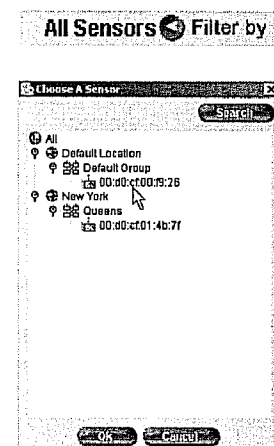 All Sensors Filter by
Choose A Sensor
Search
All
Default Location
Default Group
00:d0:cf:00:f9:26
New York
Queens
00:d0:cf:01:4b:7f
OK Cancel